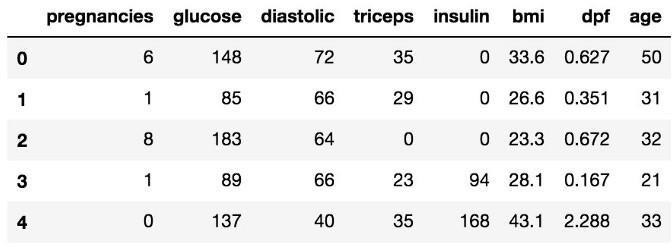 pregnancies glucose diastolic triceps insulin bmi dpf age
0 6 148 72 35 0 33.6 0.627 50
1 1 85 66 29 0 26.6 0.351 31
2 8 183 64 0 0 23.3 0.672 32
3 1 89 66 23 94 28.1 0.167 21
4 0 137 40 35 168 43.1 2.288 33